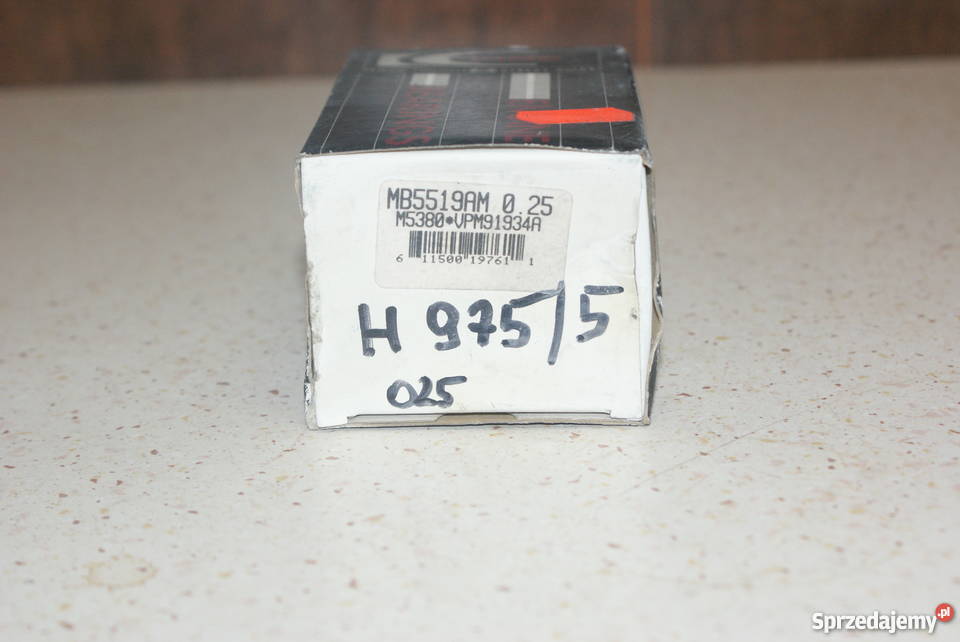 MB5519AM 0.25
M5380*VPM91934A
6 11500 19761 1
H 975/5
025
Sprzedajemy.pl